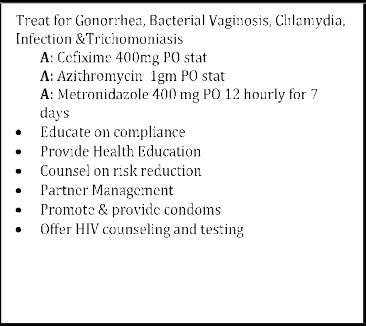 Treat for Gonorrhea, Bacterial Vaginosis, Chlamydia,
Infection &Trichomoniasis
A: Cefixime 400mg PO stat
A: Azithromycin 1gm PO stat
A: Metronidazole 400 mg PO 12 hourly for 7
days
• Educate on compliance
• Provide Health Education
• Counsel on risk reduction
• Partner Management
• Promote & provide condoms
• Offer HIV counseling and testing